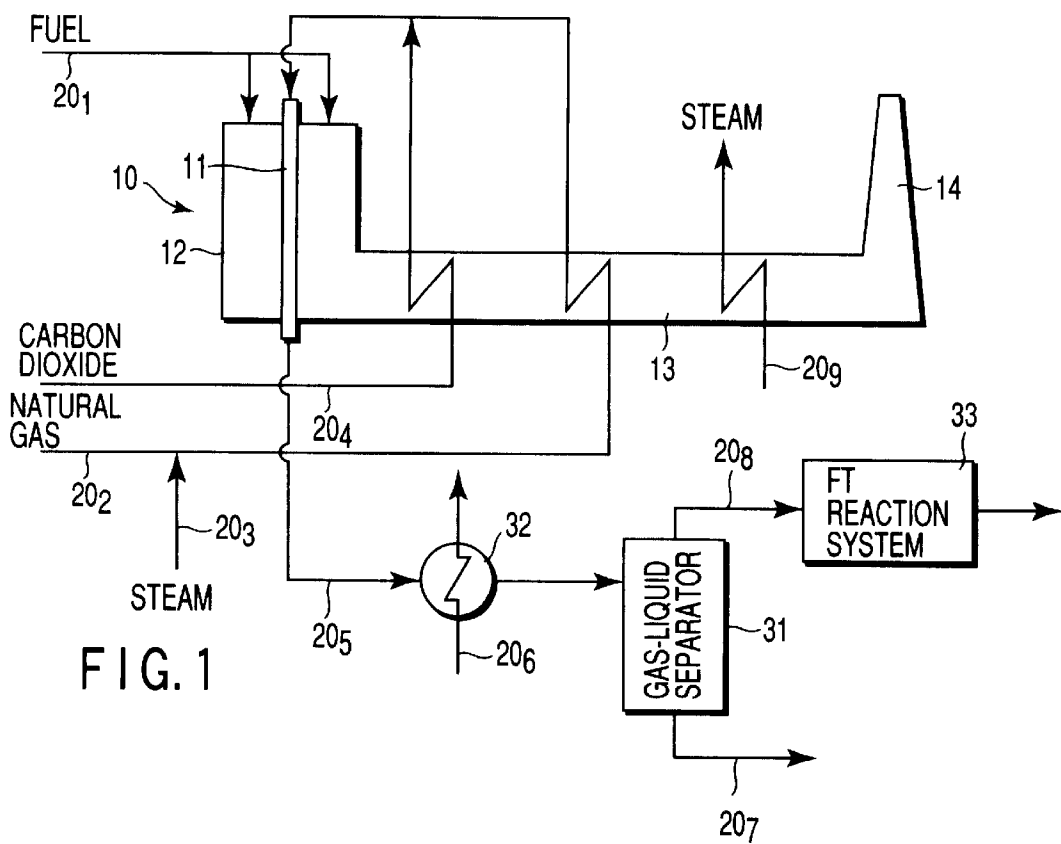 FUEL
20₁
11
10
12
STEAM
14
CARBON
DIOXIDE
20₄
13
20₉
NATURAL
GAS
20₂
20₃
STEAM
20₅
32
20₆
20₈
33
FT
REACTION
SYSTEM
GAS-LIQUID
SEPARATOR
31
20₇
FIG. 1